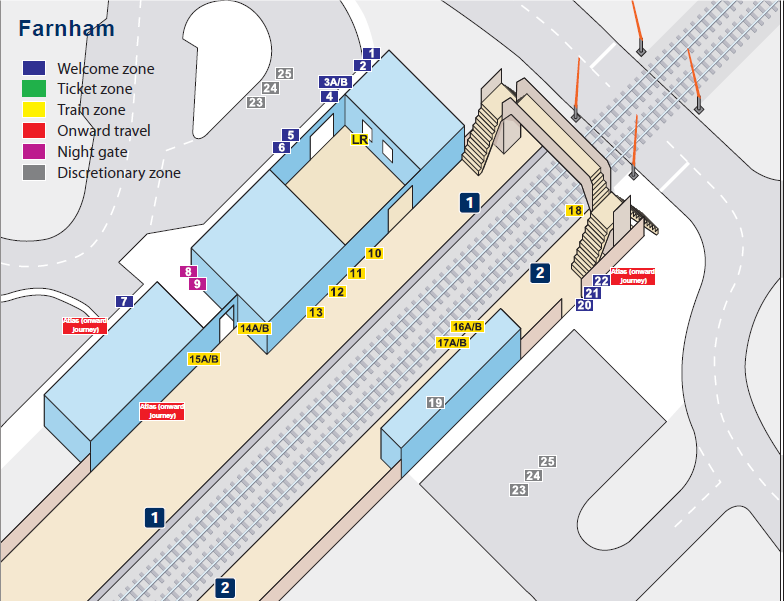 Farnham
Welcome zone
Ticket zone
Train zone
Onward travel
Night gate
Discretionary zone
1
2
3A/B
4
25
24
23
5
6
LR
1
18
10
2
22
Atlas (onward
journey)
21
20
8
9
11
12
13
7
Atlas (onward
journey)
14A/B
16A/B
17A/B
15A/B
19
Atlas (onward
journey)
25
24
23
1
2